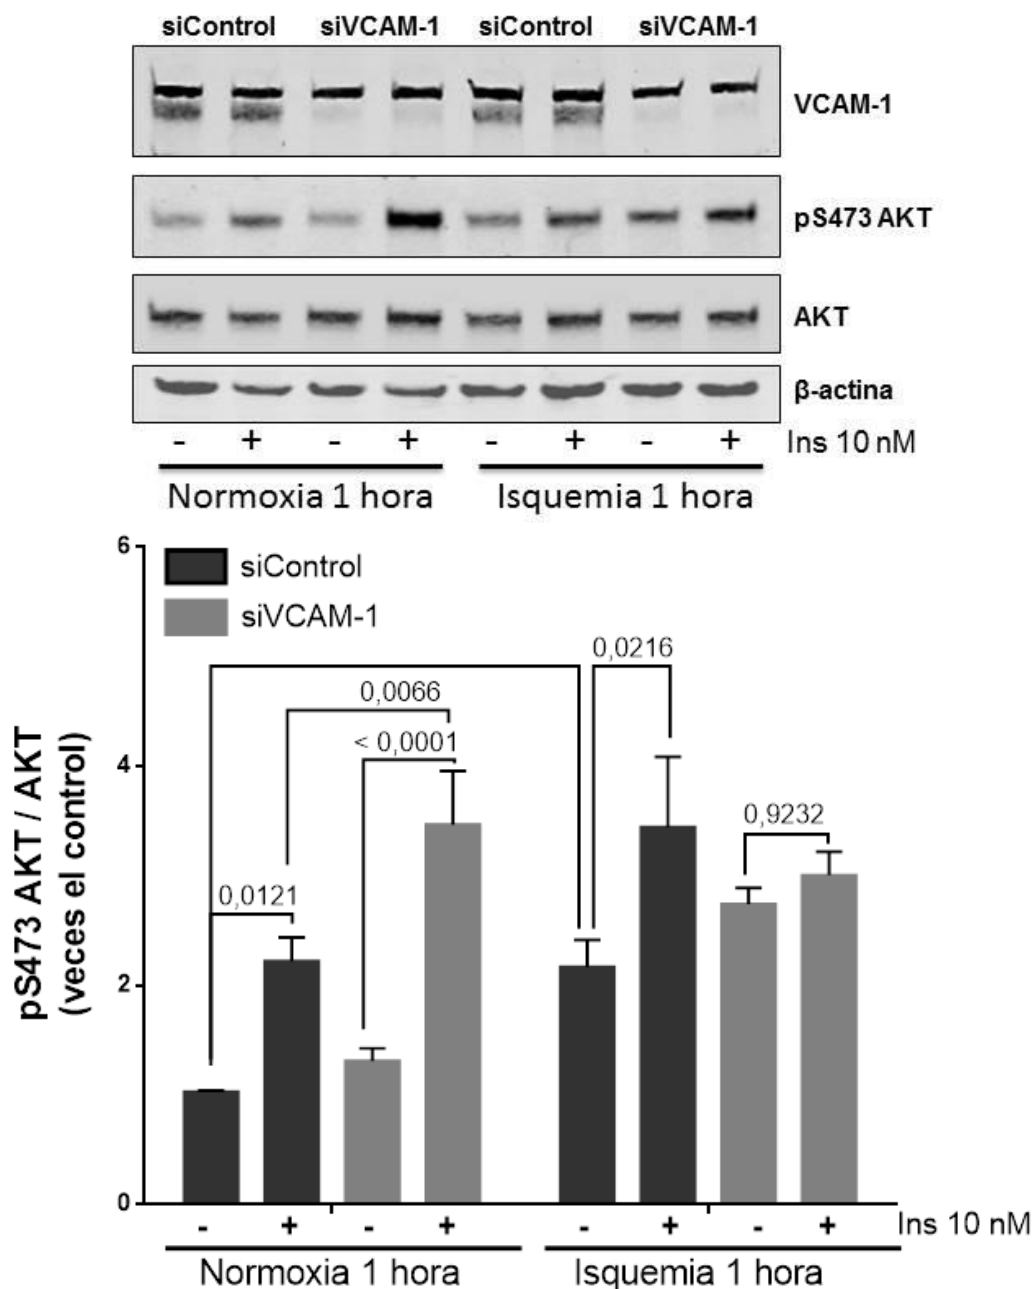 siControl siVCAM-1 siControl siVCAM-1
VCAM-1
pS473 AKT
AKT
β-actina
- + - + - + - + Ins 10 nM
Normoxia 1 hora Isquemia 1 hora
6
siControl
siVCAM-1
0,0216
0,0066
< 0,0001
4
0,9232
0,0121
pS473 AKT / AKT
(veces el control)
2
0
- + - + - + - + Ins 10 nM
Normoxia 1 hora Isquemia 1 hora